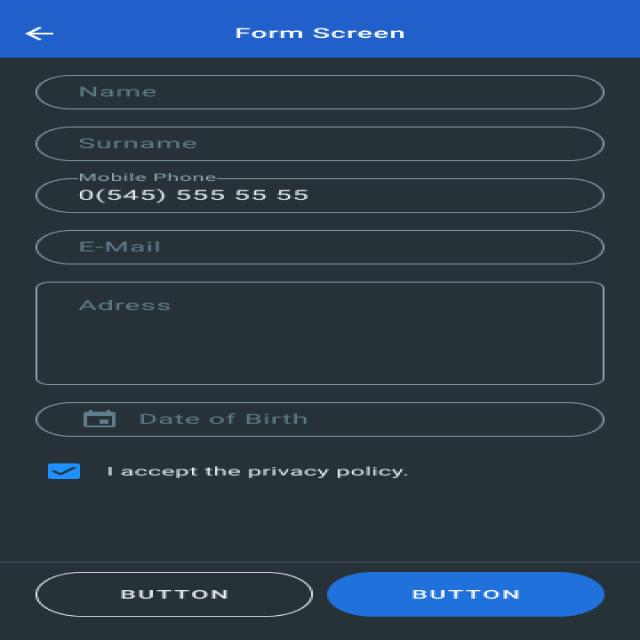 Form Screen
Name
Surname
Mobile Phone
0(545) 555 55 55
E-Mail
Adress
Date of Birth
I accept the privacy policy.
BUTTON BUTTON